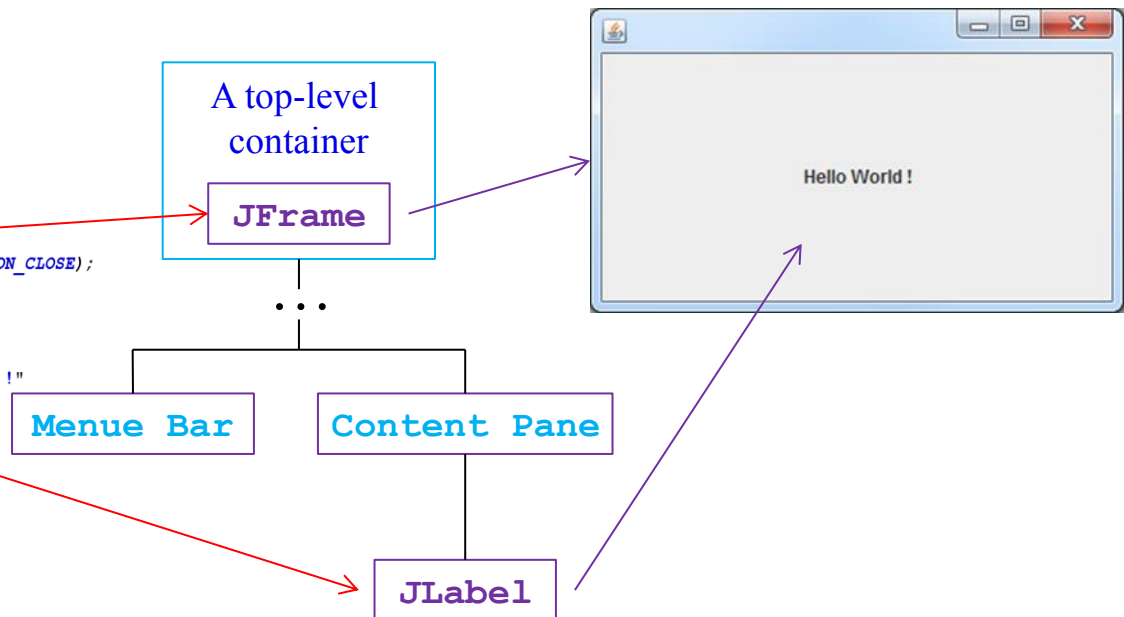 A top-level
container
JFrame
Hello World !
ON_CLOSE);
. . .
!"
Menue Bar
Content Pane
JLabel